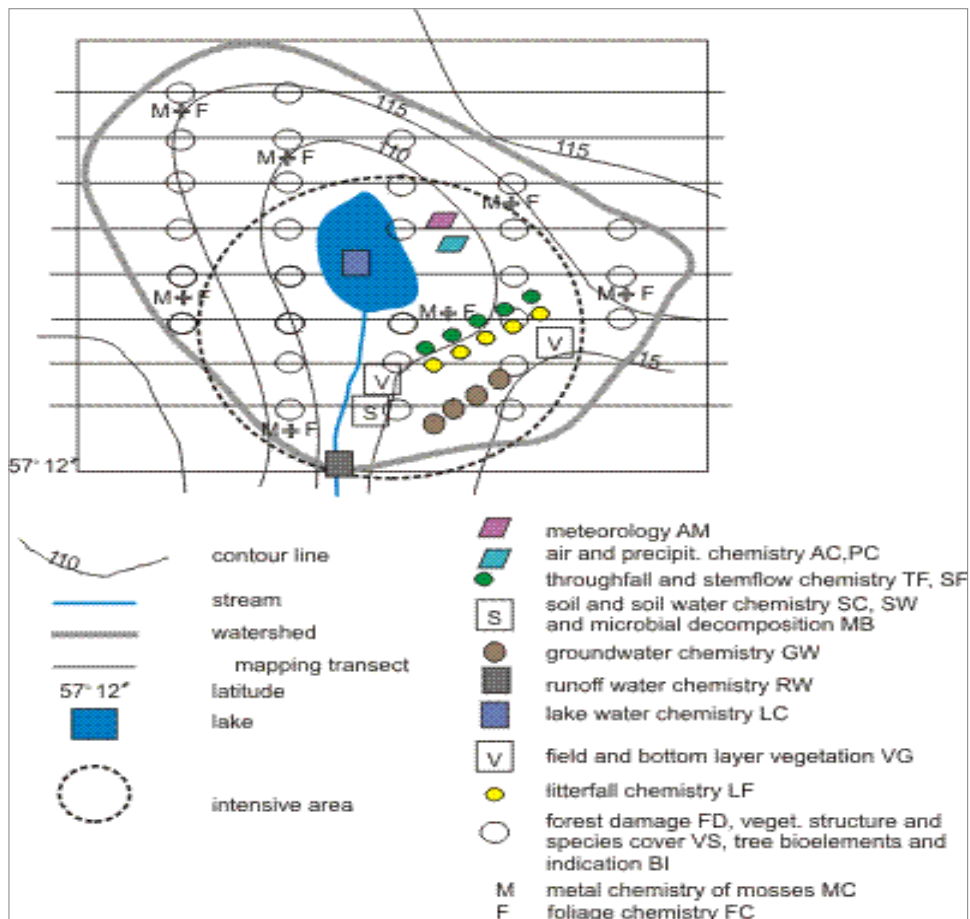 115
M F
110
115
M F
M F
M F
M F
M F
V
V
15
S
M F
57° 12"
110
contour line
stream
watershed
mapping transect
57° 12"
latitude
lake
intensive area
meteorology AM
air and precipit. chemistry AC,PC
throughfall and stemflow chemistry TF, SF
S
soil and soil water chemistry SC, SW
and microbial decomposition MB
groundwater chemistry GW
runoff water chemistry RW
lake water chemistry LC
V
field and bottom layer vegetation VG
litterfall chemistry LF
forest damage FD, veget. structure and
species cover VS, tree bioelements and
indication BI
M metal chemistry of mosses MC
F foliage chemistry FC